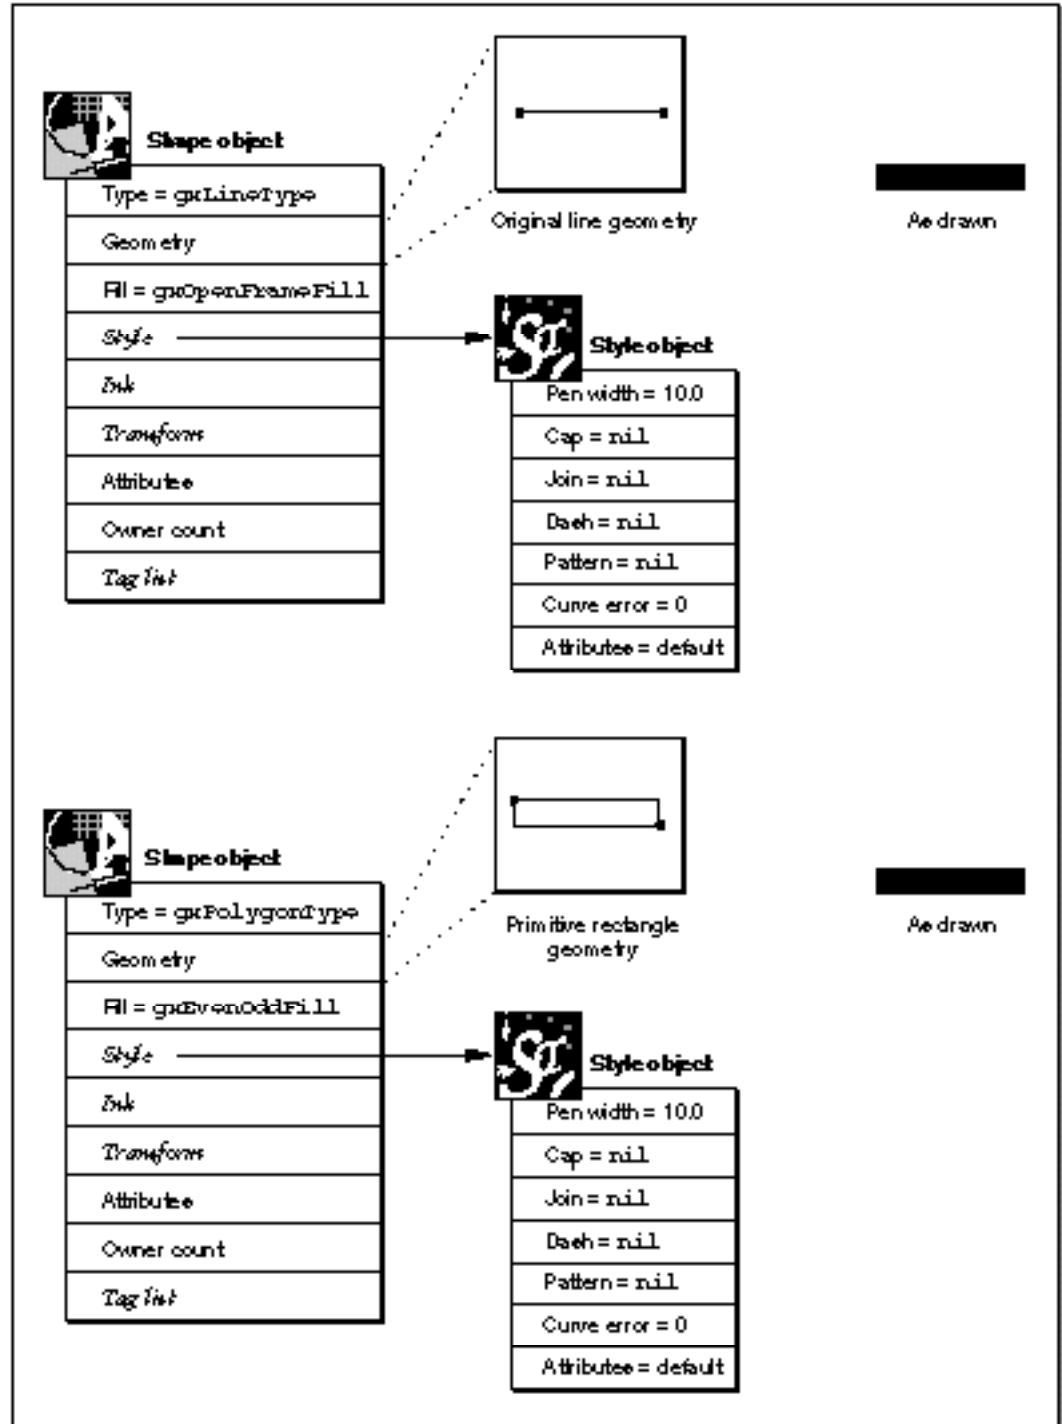 Shape object
Type = gxLineType
Geometry
Fill = gxOpenFrameFill
Style
Ink
Transform
Attributes
Owner count
Tag list
Original line geometry
As drawn
Style object
Pen width = 10.0
Cap = nil
Join = nil
Dash = nil
Pattern = nil
Curve error = 0
Attributes = default
Shape object
Type = gxPolygonType
Geometry
Fill = gxEvenOddFill
Style
Ink
Transform
Attributes
Owner count
Tag list
Primitive rectangle
geometry
As drawn
Style object
Pen width = 10.0
Cap = nil
Join = nil
Dash = nil
Pattern = nil
Curve error = 0
Attributes = default